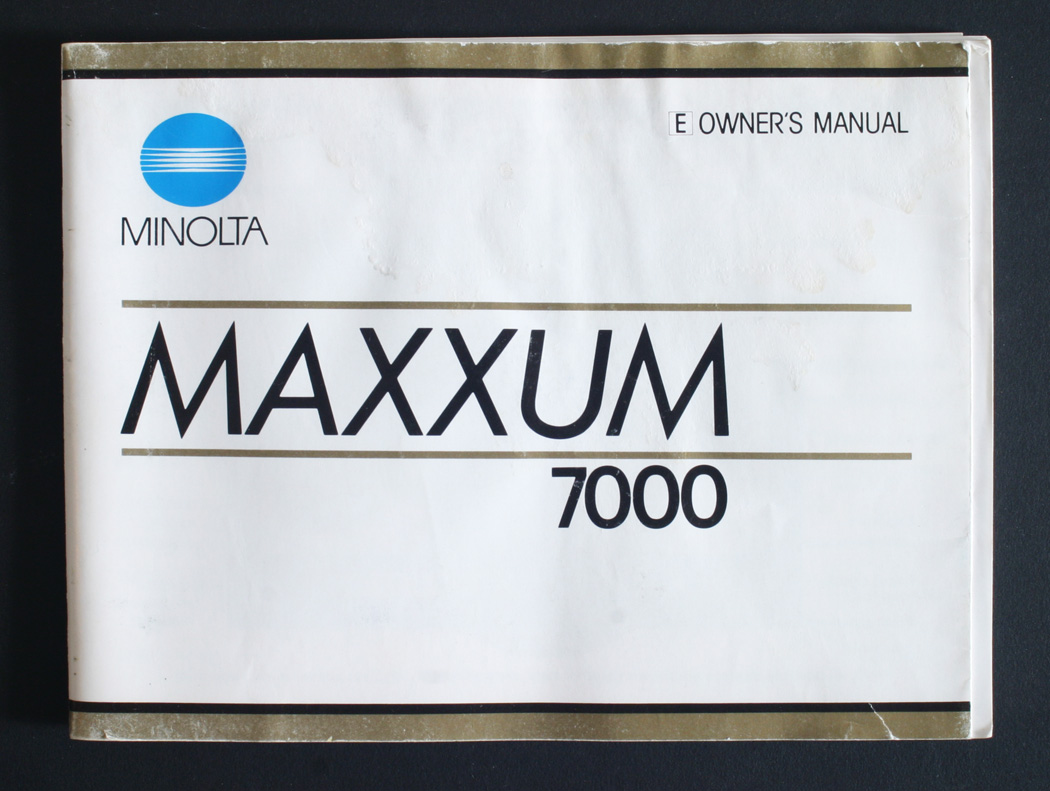 E OWNER'S MANUAL
MINOLTA
MAXXUM
7000